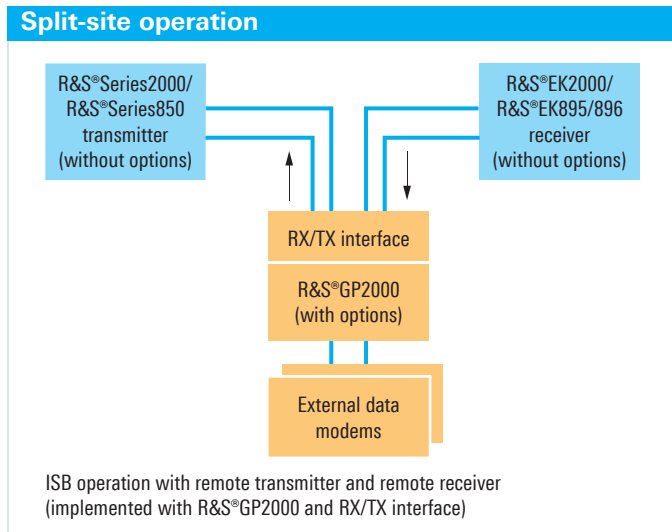 Split-site operation
R&S®Series2000/
R&S®Series850
transmitter
(without options)
R&S®EK2000/
R&S®EK895/896
receiver
(without options)
RX/TX interface
R&S®GP2000
(with options)
External data
modems
ISB operation with remote transmitter and remote receiver
(implemented with R&S®GP2000 and RX/TX interface)